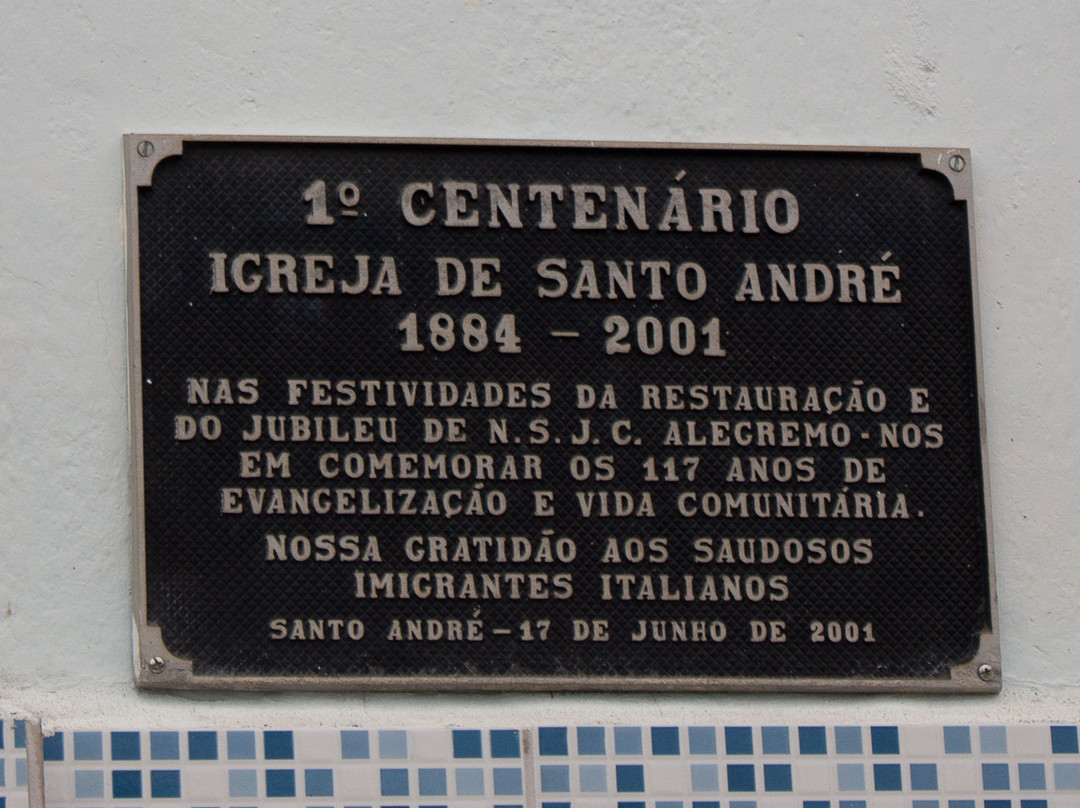 1º CENTENÁRIO
IGREJA DE SANTO ANDRÉ
1884 - 2001
NAS FESTIVIDADES DA RESTAURAÇÃO E
DO JUBILEU DE N.S.J.C. ALEGREMO-NOS
EM COMEMORAR OS 117 ANOS DE
EVANGELIZAÇÃO E VIDA COMUNITÁRIA.
NOSSA GRATIDÃO AOS SAUDOSOS
IMIGRANTES ITALIANOS
SANTO ANDRÉ - 17 DE JUNHO DE 2001